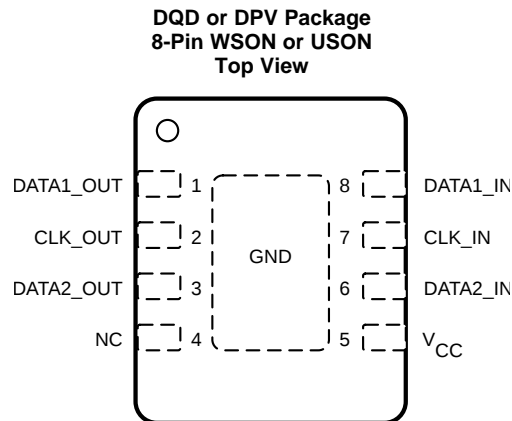 DQD or DPV Package
8-Pin WSON or USON
Top View
DATA1_OUT 1 8 DATA1_IN
CLK_OUT 2 7 CLK_IN
GND
DATA2_OUT 3 6 DATA2_IN
NC 4 5 VCC